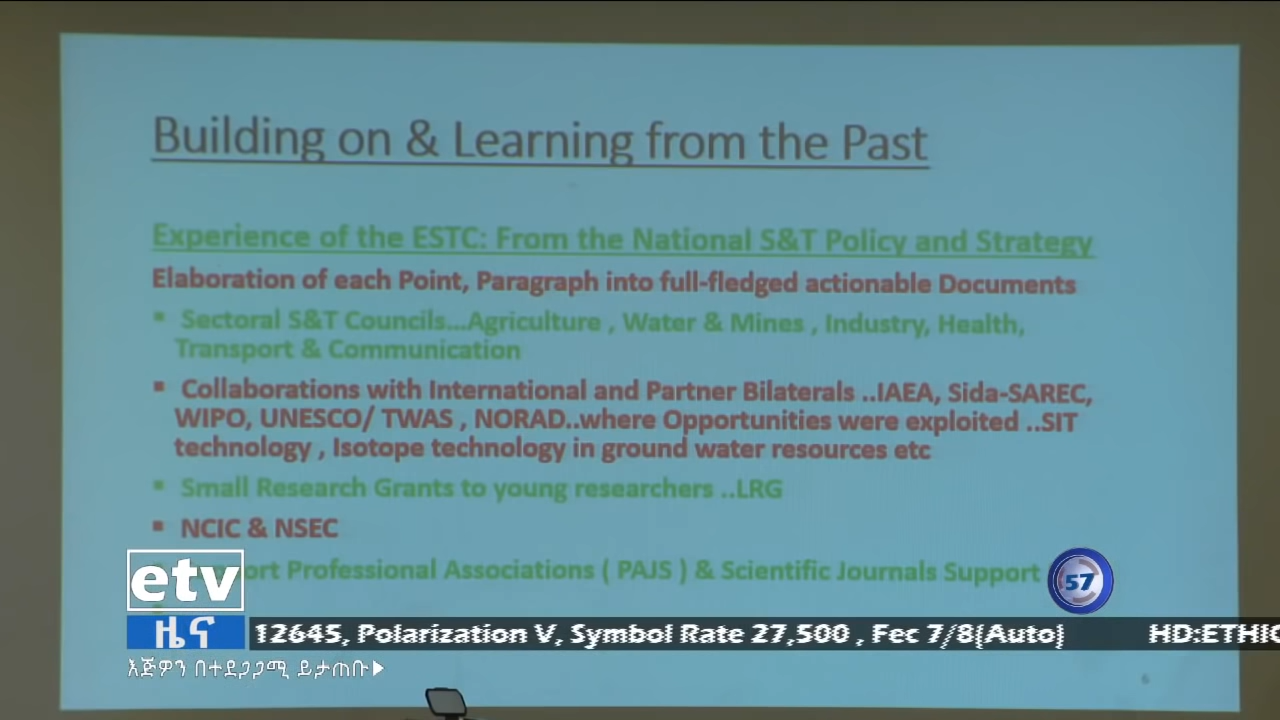 Building on & Learning from the Past
Experience of the ESTC: From the National S&T Policy and Strategy
Elaboration of each Point, Paragraph into full-fledged actionable Documents
▪ Sectoral S&T Councils...Agriculture , Water & Mines , Industry, Health,
Transport & Communication
▪ Collaborations with International and Partner Bilaterals ..IAEA, Sida-SAREC,
WIPO, UNESCO/ TWAS , NORAD..where Opportunities were exploited ..SIT
technology , Isotope technology in ground water resources etc
▪ Small Research Grants to young researchers ..LRG
▪ NCIC & NSEC
ort Professional Associations ( PAJS ) & Scientific Journals Support
etv
57
ዜና
12645, Polarization V, Symbol Rate 27,500 , Fec 7/8(Auto) HD:ETHIC
እጅዎን በተደጋጋሚ ይታጠቡ
6